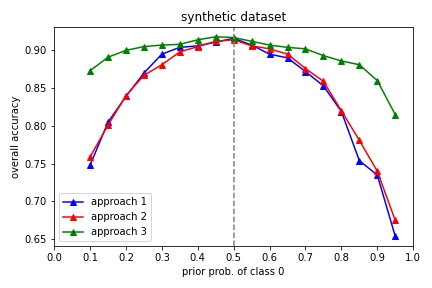 synthetic dataset
overall accuracy
0.90
0.85
0.80
0.75
0.70
0.65
approach 1
approach 2
approach 3
0.0 0.1 0.2 0.3 0.4 0.5 0.6 0.7 0.8 0.9 1.0
prior prob. of class 0